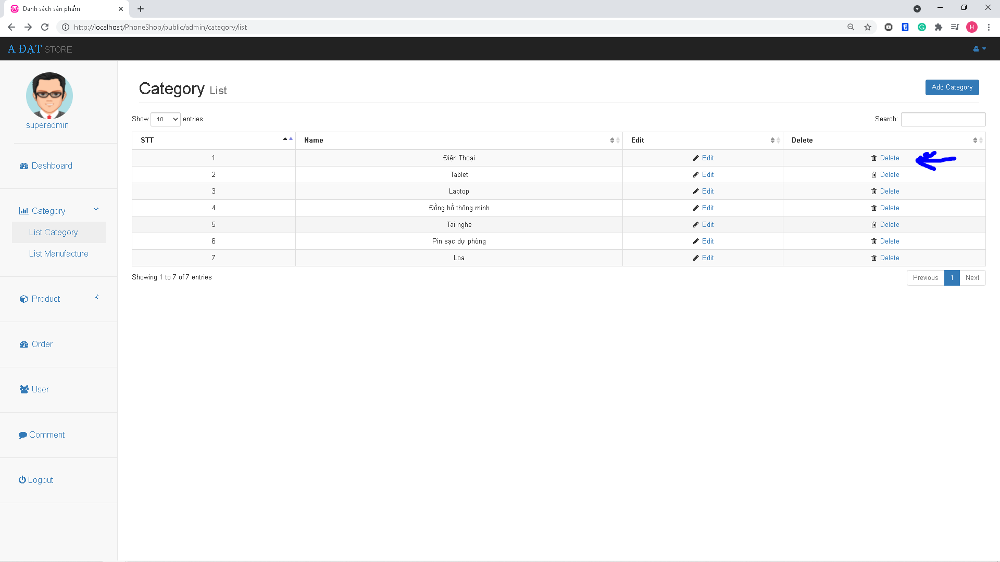 Danh sách sản phẩm
http://localhost/PhoneShop/public/admin/category/list
H
A ĐẠT STORE
superadmin
Dashboard
Category
List Category
List Manufacture
Product
Order
User
Comment
Logout
Category List
Add Category
Show 10 entries
Search:
STT Name Edit Delete
1 Điện Thoại Edit Delete
2 Tablet Edit Delete
3 Laptop Edit Delete
4 Đồng hồ thông minh Edit Delete
5 Tai nghe Edit Delete
6 Pin sạc dự phòng Edit Delete
7 Loa Edit Delete
Showing 1 to 7 of 7 entries
Previous 1 Next